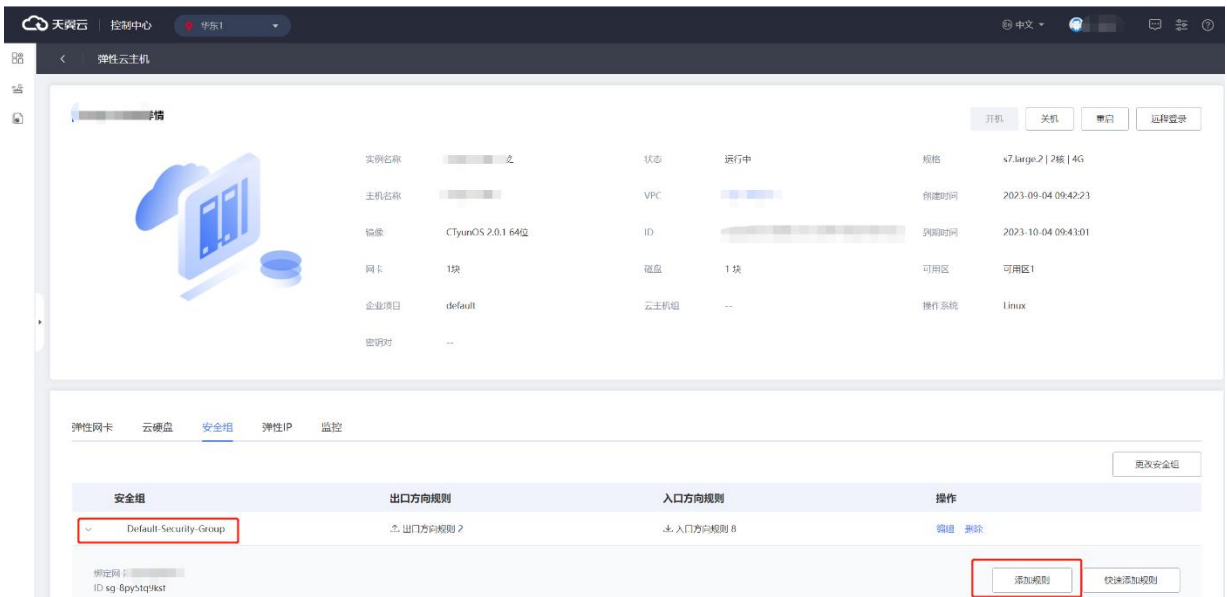 天翼云 控制中心 华东1 中文
弹性云主机
详情 开机 关机 重启 远程登录
实例名称 状态 运行中 规格 s7.large.2 | 2核 | 4G
主机名称 VPC 创建时间 2023-09-04 09:42:23
镜像 CTyunOS 2.0.1 64位 ID 到期时间 2023-10-04 09:43:01
网卡 1块 磁盘 1 块 可用区 可用区1
企业项目 default 云主机组 -- 操作系统 Linux
密钥对 --
弹性网卡 云硬盘 安全组 弹性IP 监控
更改安全组
安全组 出口方向规则 入口方向规则 操作
Default-Security-Group 出口方向规则 2 入口方向规则 8 编辑 删除
绑定网卡 添加规则 快速添加规则
ID sg-8py5tq9kst